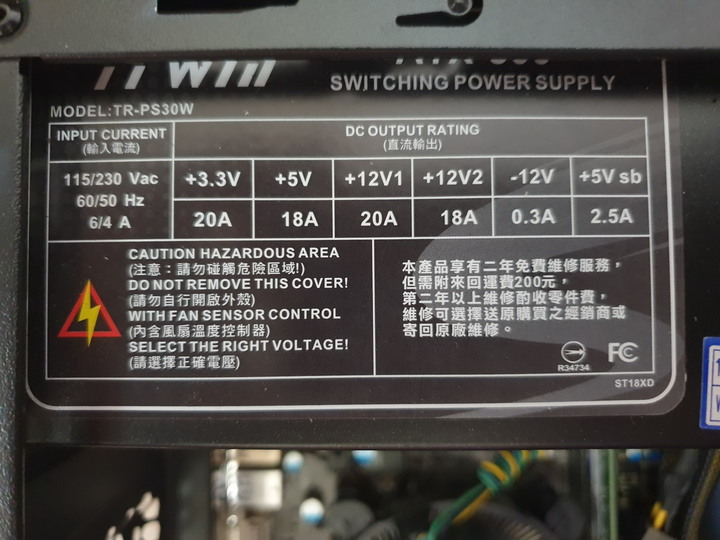 SWITCHING POWER SUPPLY
MODEL:TR-PS30W
INPUT CURRENT
(輸入電流)
DC OUTPUT RATING
(直流輸出)
115/230 Vac
60/50 Hz
6/4 A
+3.3V +5V +12V1 +12V2 -12V +5V sb
20A 18A 20A 18A 0.3A 2.5A
CAUTION HAZARDOUS AREA
(注意：請勿碰觸危險區域!)
DO NOT REMOVE THIS COVER!
(請勿自行開啟外殼)
WITH FAN SENSOR CONTROL
(內含風扇溫度控制器)
SELECT THE RIGHT VOLTAGE!
(請選擇正確電壓)
本產品享有二年免費維修服務，
但需附來回運費200元，
第二年以上維修酌收零件費，
維修可選擇送原購買之經銷商或
寄回原廠維修。
R34734
FC
ST18XD